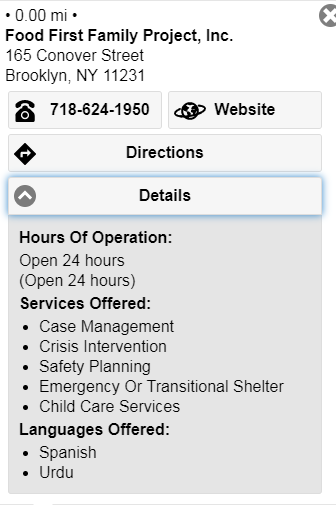 • 0.00 mi •
Food First Family Project, Inc.
165 Conover Street
Brooklyn, NY 11231
718-624-1950
Website
Directions
Details
Hours Of Operation:
Open 24 hours
(Open 24 hours)
Services Offered:
• Case Management
• Crisis Intervention
• Safety Planning
• Emergency Or Transitional Shelter
• Child Care Services
Languages Offered:
• Spanish
• Urdu